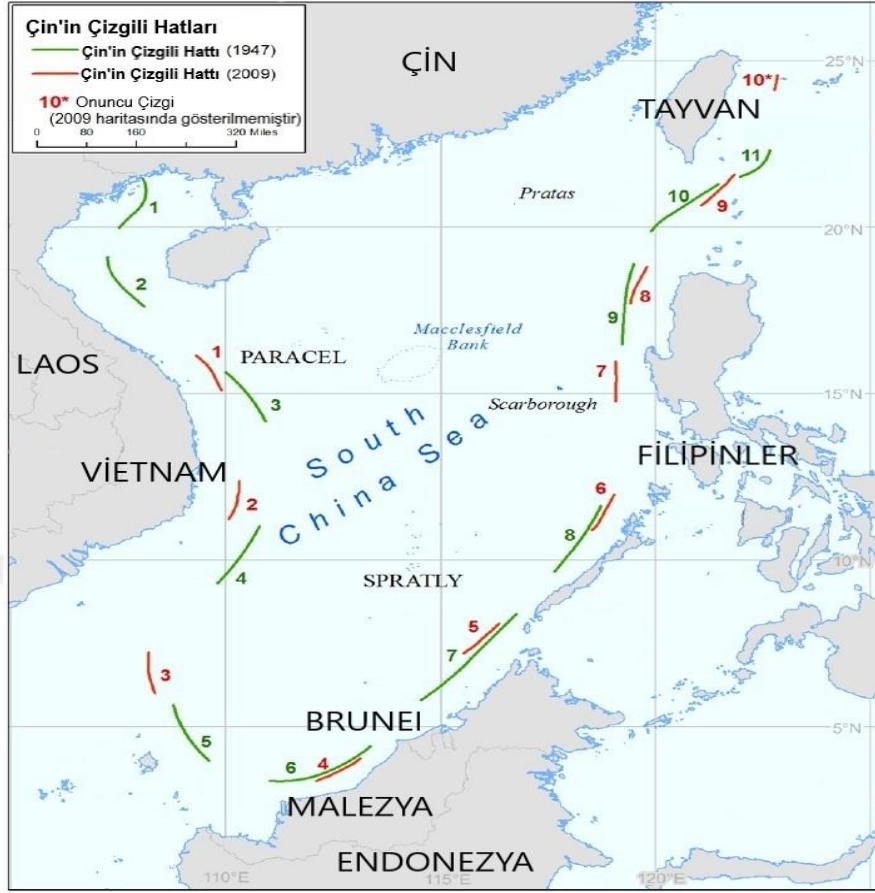 Çin'in Çizgili Hatları
Çin'in Çizgili Hattı (1947)
Çin'in Çizgili Hattı (2009)
10* Onuncu Çizgi
(2009 haritasında gösterilmemiştir)
0 80 160 320 Miles
ÇİN
25°N
10*
TAYVAN
11
1
Pratas
10
9
20°N
2
8
9
Macclesfield
Bank
1
PARACEL
LAOS
7
3
Scarborough
15°N
South
China Sea
VİETNAM
FİLİPİNLER
2
6
8
4
10°N
SPRATLY
5
7
3
BRUNEI
5
5°N
6
4
MALEZYA
ENDONEZYA
110°E
115°E
120°E